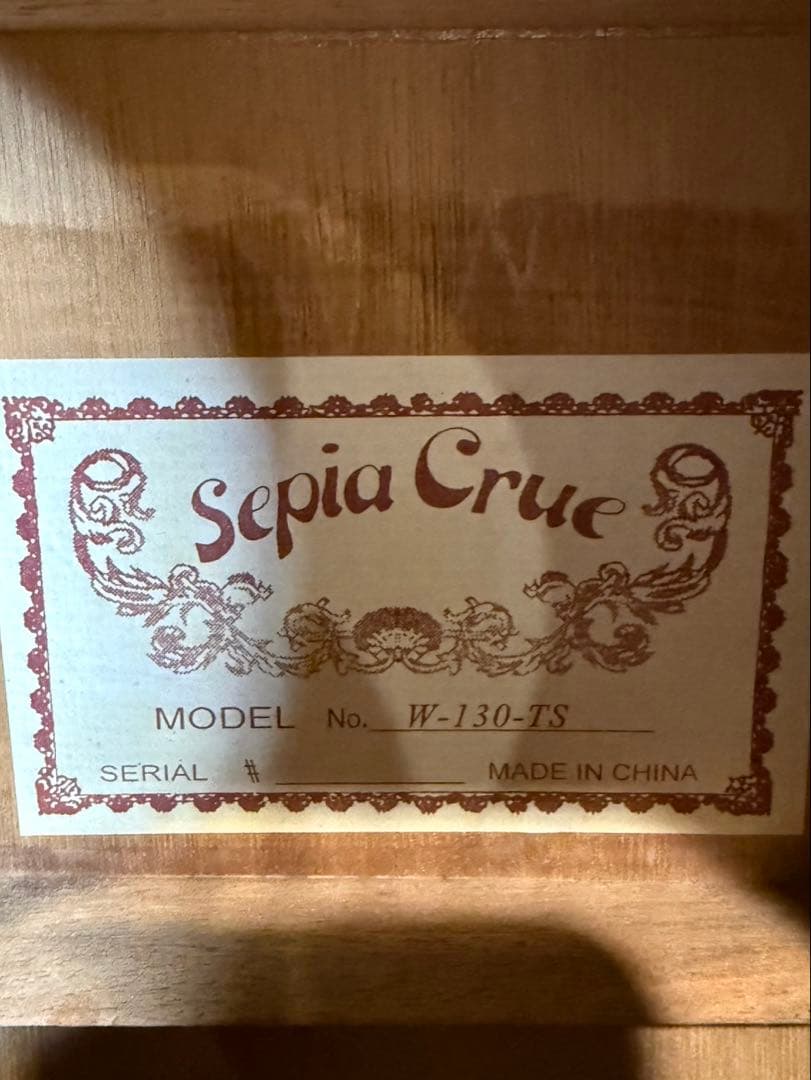 Sepia Crue
MODEL No. W-130-TS
SERIAL # MADE IN CHINA